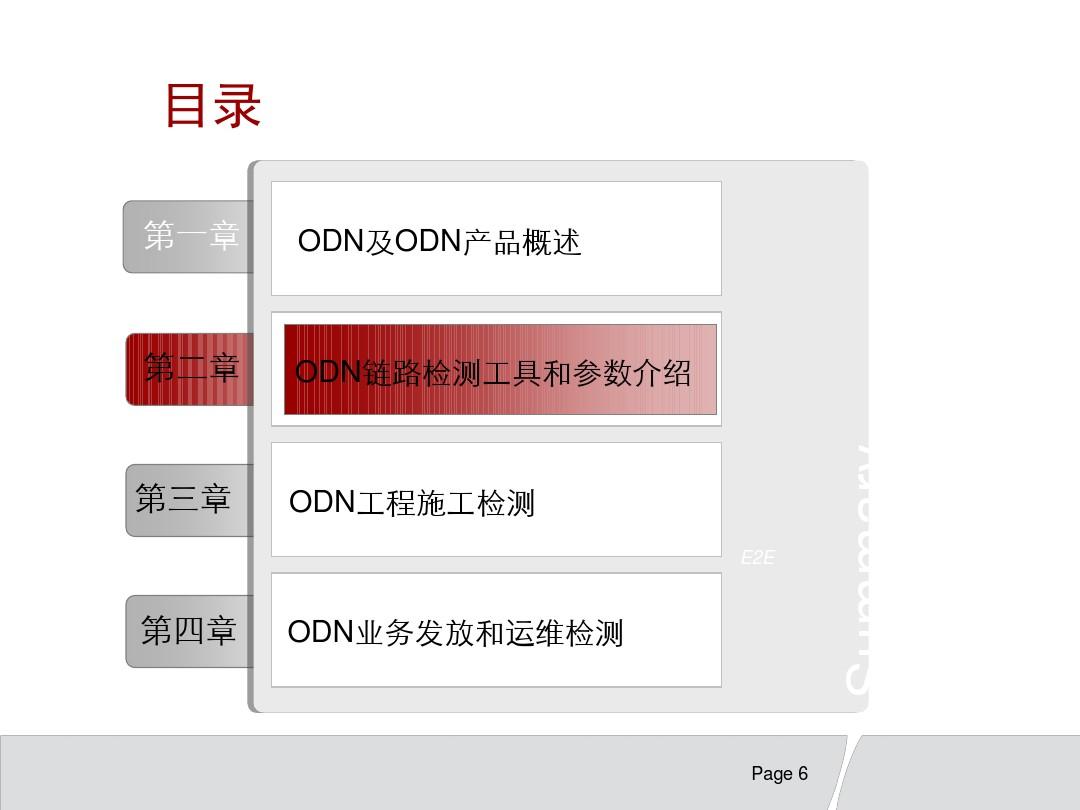 目录
第一章
ODN及ODN产品概述
第二章
ODN链路检测工具和参数介绍
第三章
ODN工程施工检测
第四章
ODN业务发放和运维检测
E2E
Summary
Page 6